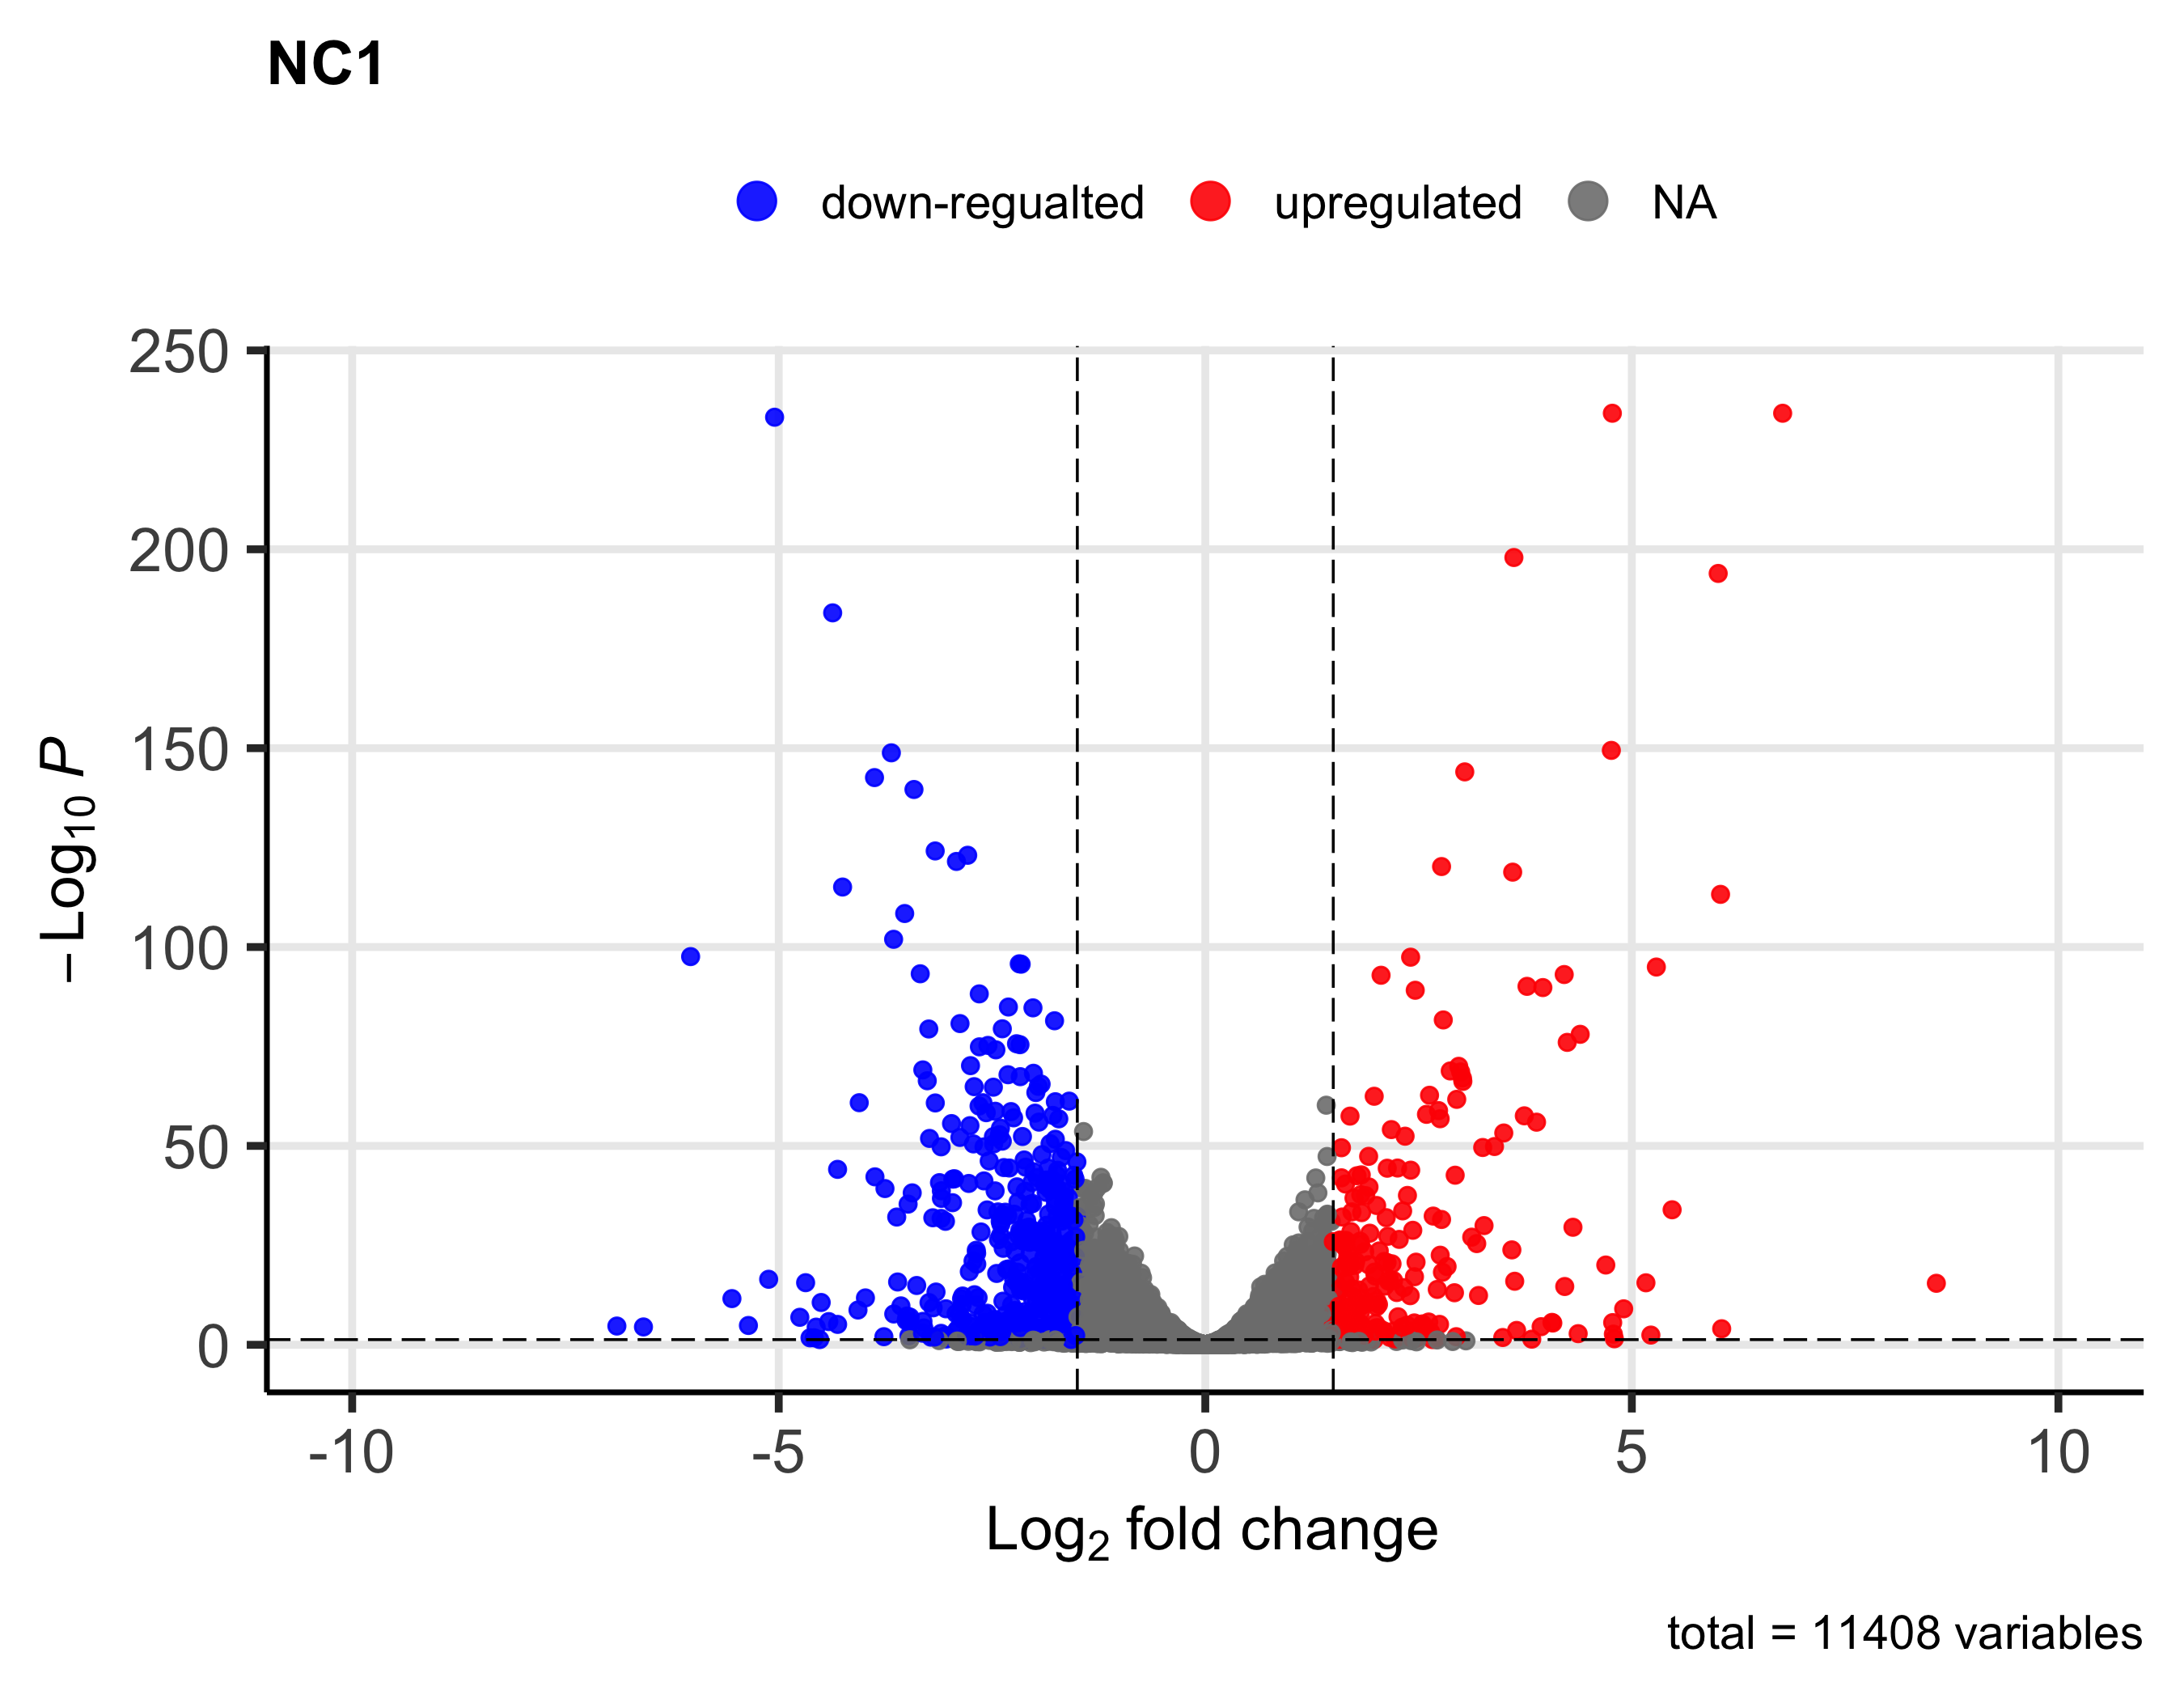 NC1
down-regualted upregulated NA
250
200
150
100
50
0
−Log10 P
-10 -5 0 5 10
Log2 fold change
total = 11408 variables